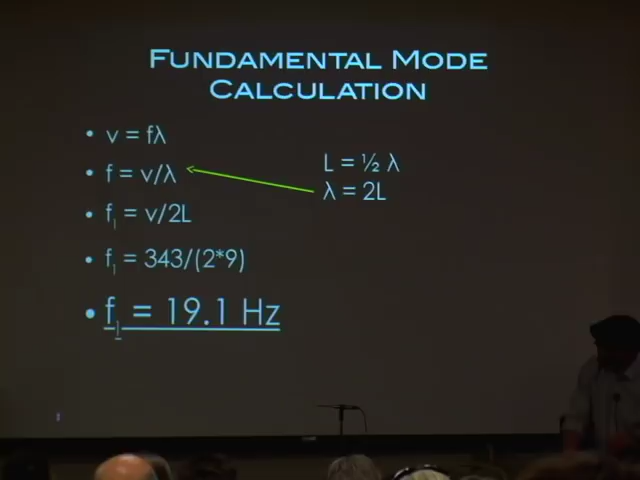 FUNDAMENTAL MODE
CALCULATION
• v = fλ
• f = v/λ
L = ½ λ
λ = 2L
• f₁ = v/2L
• f₁ = 343/(2*9)
• f₁ = 19.1 Hz